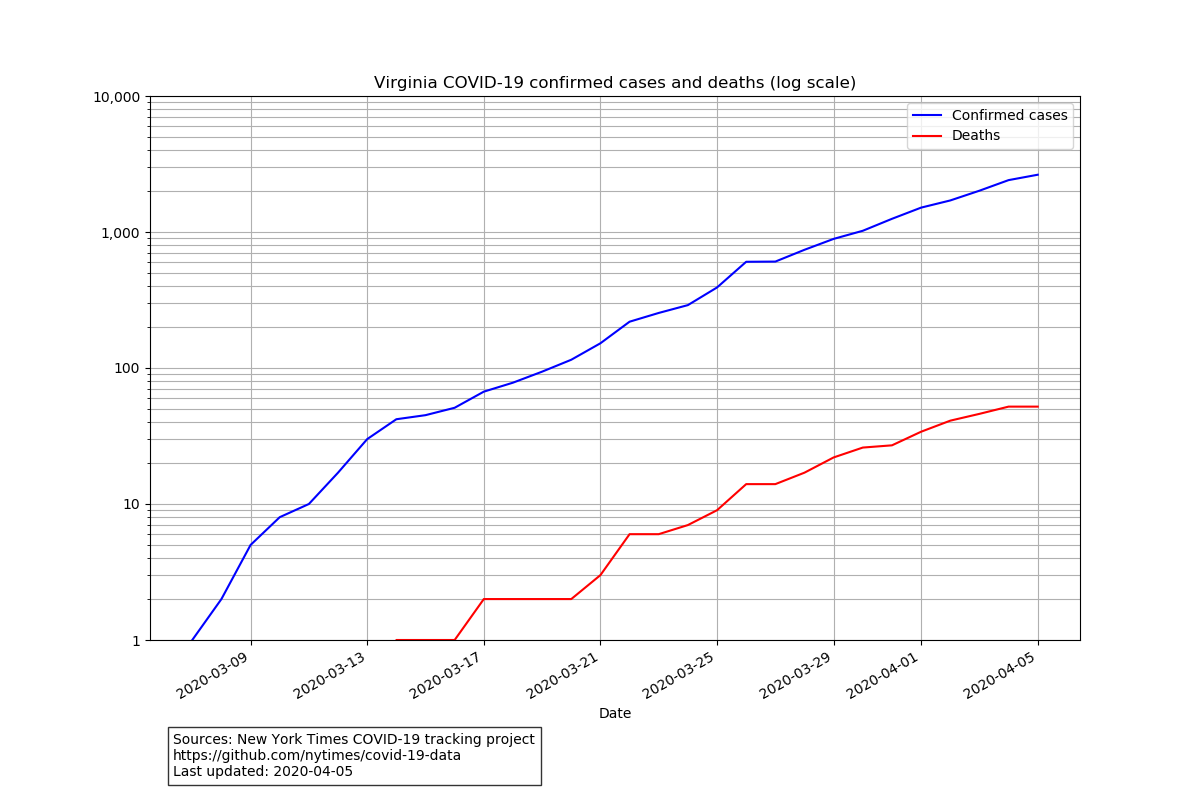 Virginia COVID-19 confirmed cases and deaths (log scale)
10,000
1,000
100
10
1
Confirmed cases
Deaths
2020-03-09
2020-03-13
2020-03-17
2020-03-21
2020-03-25
2020-03-29
2020-04-01
2020-04-05
Date
Sources: New York Times COVID-19 tracking project
https://github.com/nytimes/covid-19-data
Last updated: 2020-04-05